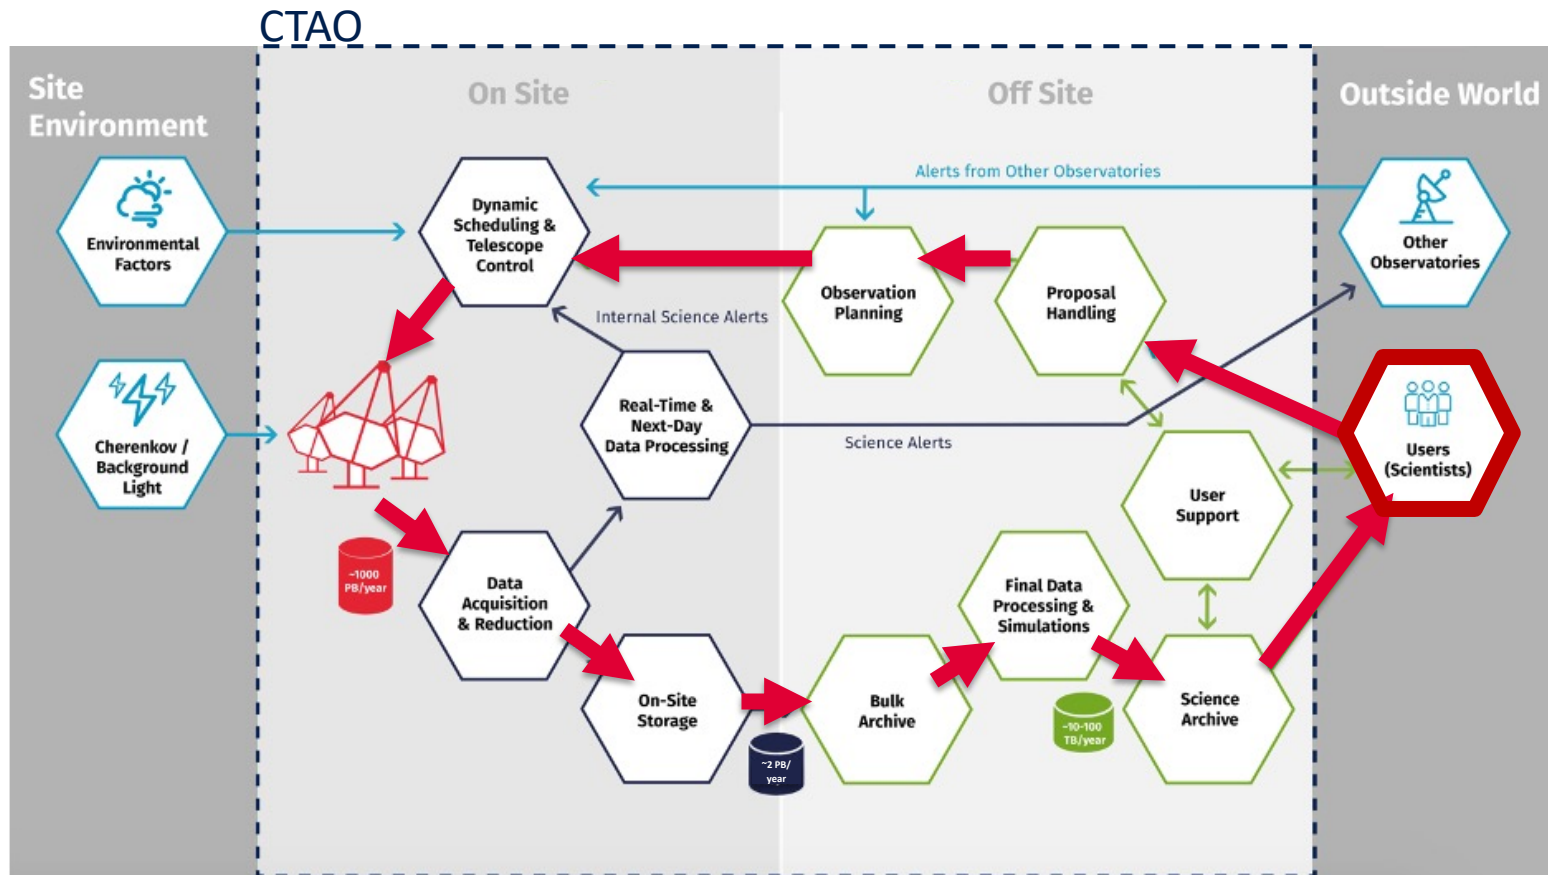 CTAO
Site
Environment
On Site
Off Site
Outside World
Environmental
Factors
Dynamic
Scheduling &
Telescope
Control
Alerts from Other Observatories
Other
Observatories
Observation
Planning
Proposal
Handling
Internal Science Alerts
Cherenkov /
Background
Light
Real-Time &
Next-Day
Data Processing
Science Alerts
Users
(Scientists)
User
Support
~1000
PB/year
Data
Acquisition
& Reduction
Final Data
Processing &
Simulations
On-Site
Storage
Bulk
Archive
Science
Archive
~10-100
TB/year
~2 PB/
year